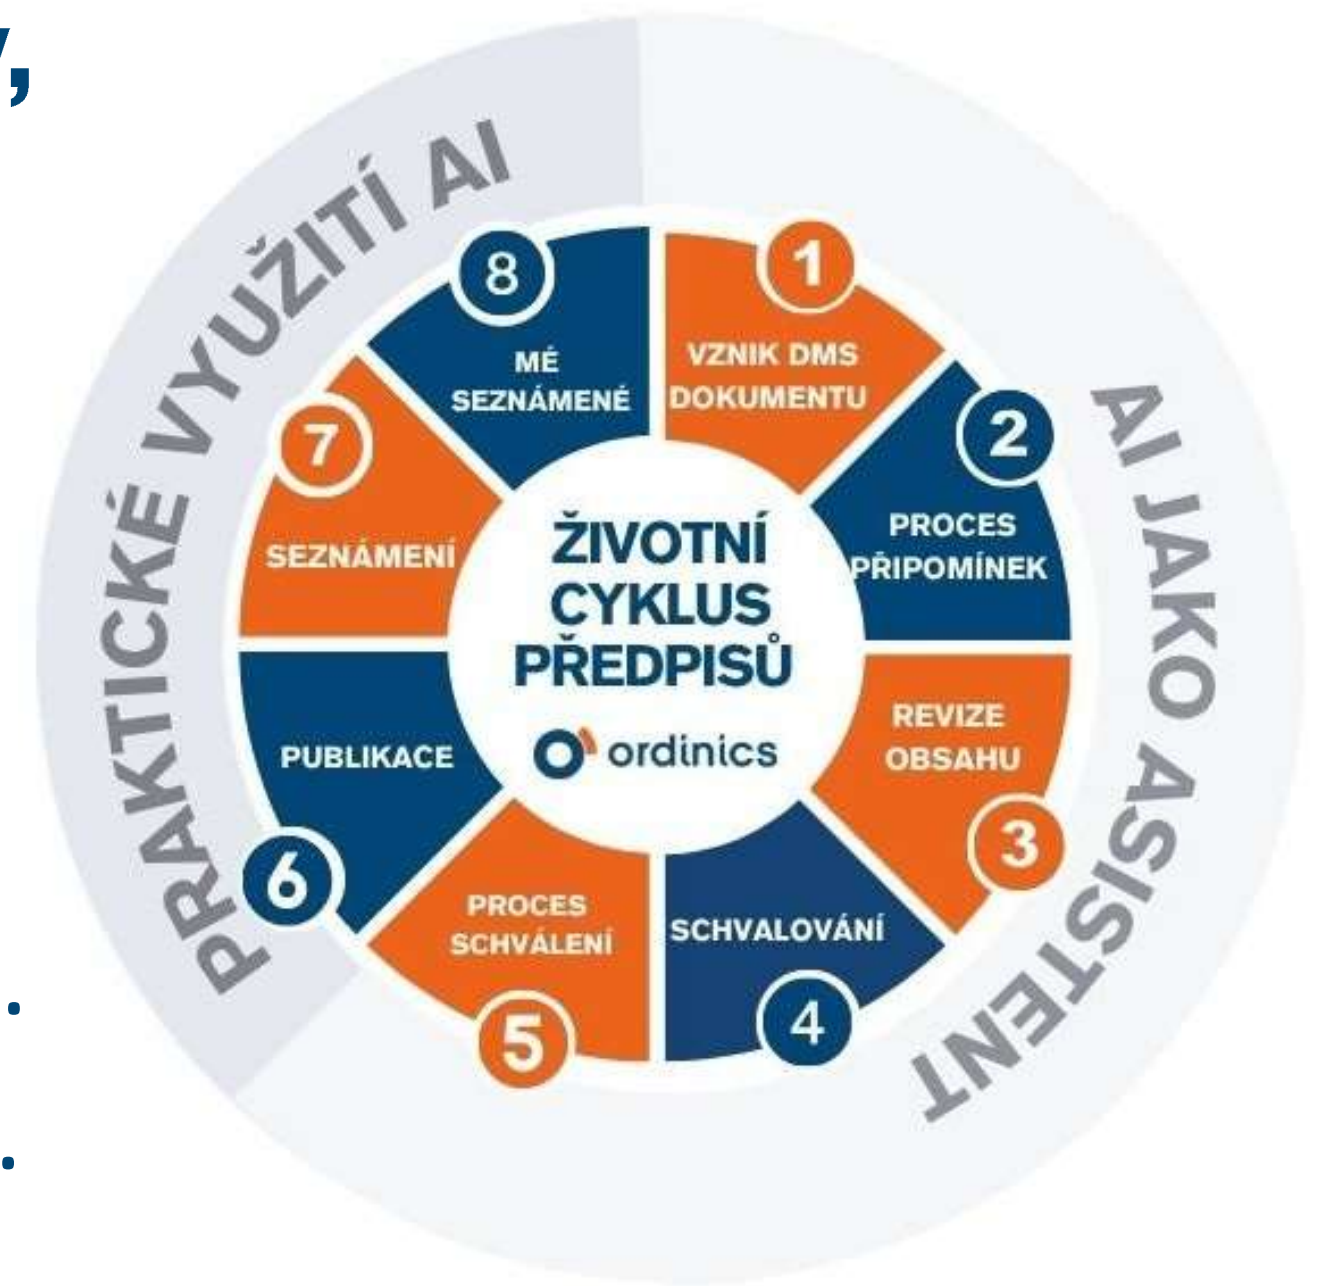 PRAKTICKÉ VYUŽITÍ AI
AI JAKO ASISTENT
1
VZNIK DMS
DOKUMENTU
2
PROCES
PŘIPOMÍNEK
REVIZE
OBSAHU
3
SCHVALOVÁNÍ
4
PROCES
SCHVÁLENÍ
5
PUBLIKACE
6
7
SEZNÁMENÍ
8
MÉ
SEZNÁMENÉ
ŽIVOTNÍ
CYKLUS
PŘEDPISŮ
ordinics